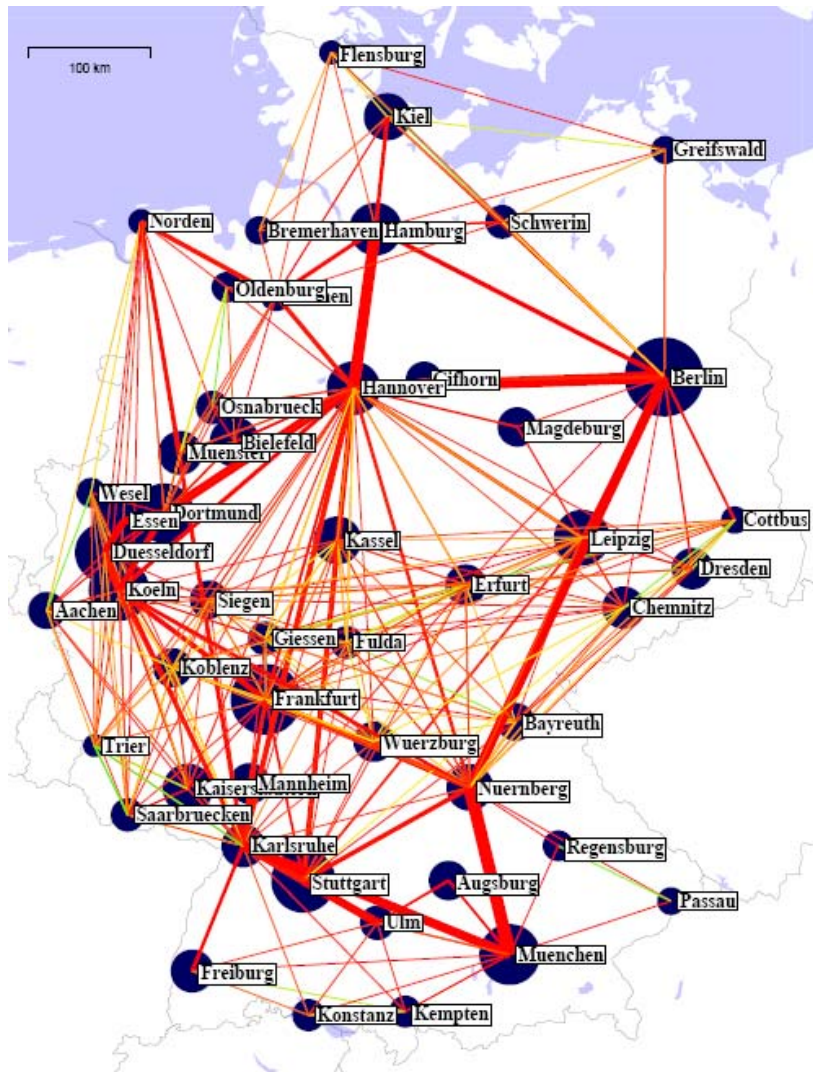 Flensburg
100 km
Kiel
Greifswald
Norden
Bremerhaven
Hamburg
Schwerin
Oldenburg
Hannover
Gifhorn
Berlin
Osnabrueck
Magdeburg
Bielefeld
Muenster
Wesel
Dortmund
Essen
Cottbus
Kassel
Leipzig
Duesseldorf
Dresden
Koeln
Erfurt
Siegen
Aachen
Chemnitz
Giessen
Fulda
Koblenz
Frankfurt
Bayreuth
Wuerzburg
Trier
Mannheim
Nuernberg
Saarbruecken
Karlsruhe
Regensburg
Stuttgart
Augsburg
Passau
Ulm
Muenchen
Freiburg
Konstanz
Kempten